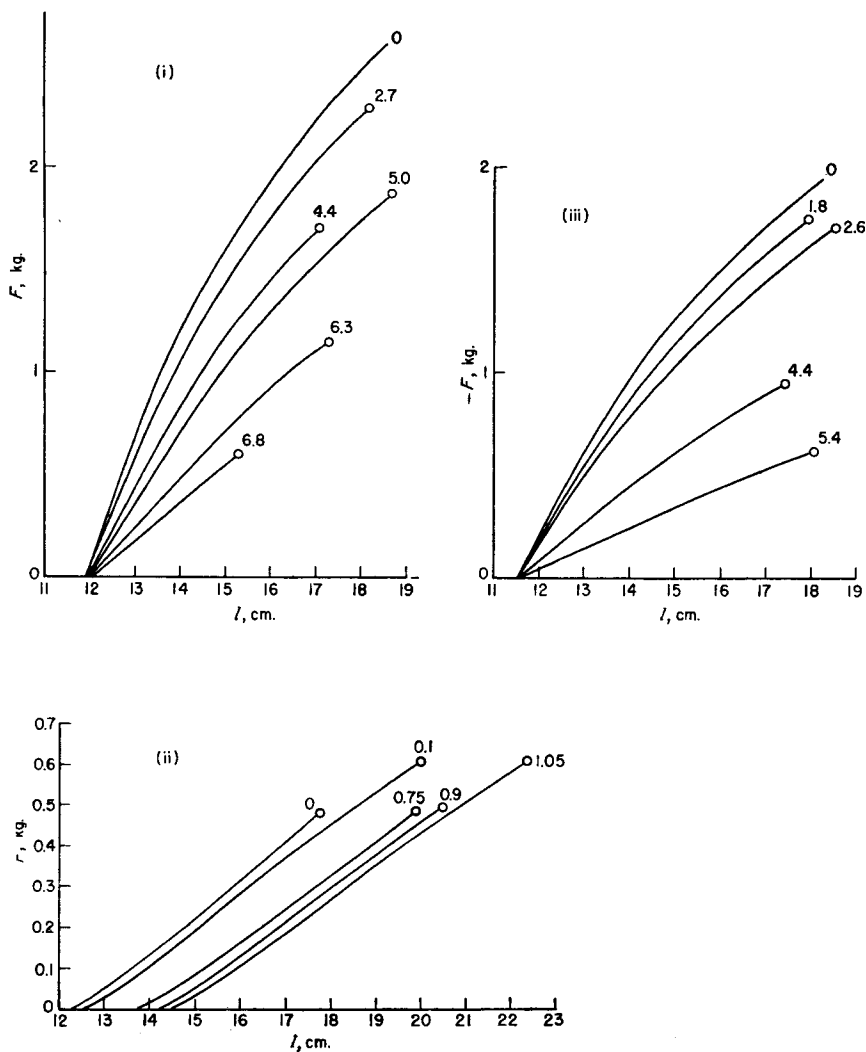 (i)
0
2.7
5.0
4.4
6.3
6.8
2
1
0
F, kg.
11 12 13 14 15 16 17 18 19
l, cm.
(iii)
0
1.8
2.6
4.4
5.4
2
1
0
–F, kg.
11 12 14 15 16 17 18 19
l, cm.
(ii)
0
0.1
0.75
0.9
1.05
0.7
0.6
0.5
0.4
0.3
0.2
0.1
0
kg.
12 13 14 15 16 17 18 19 20 21 22 23
l, cm.